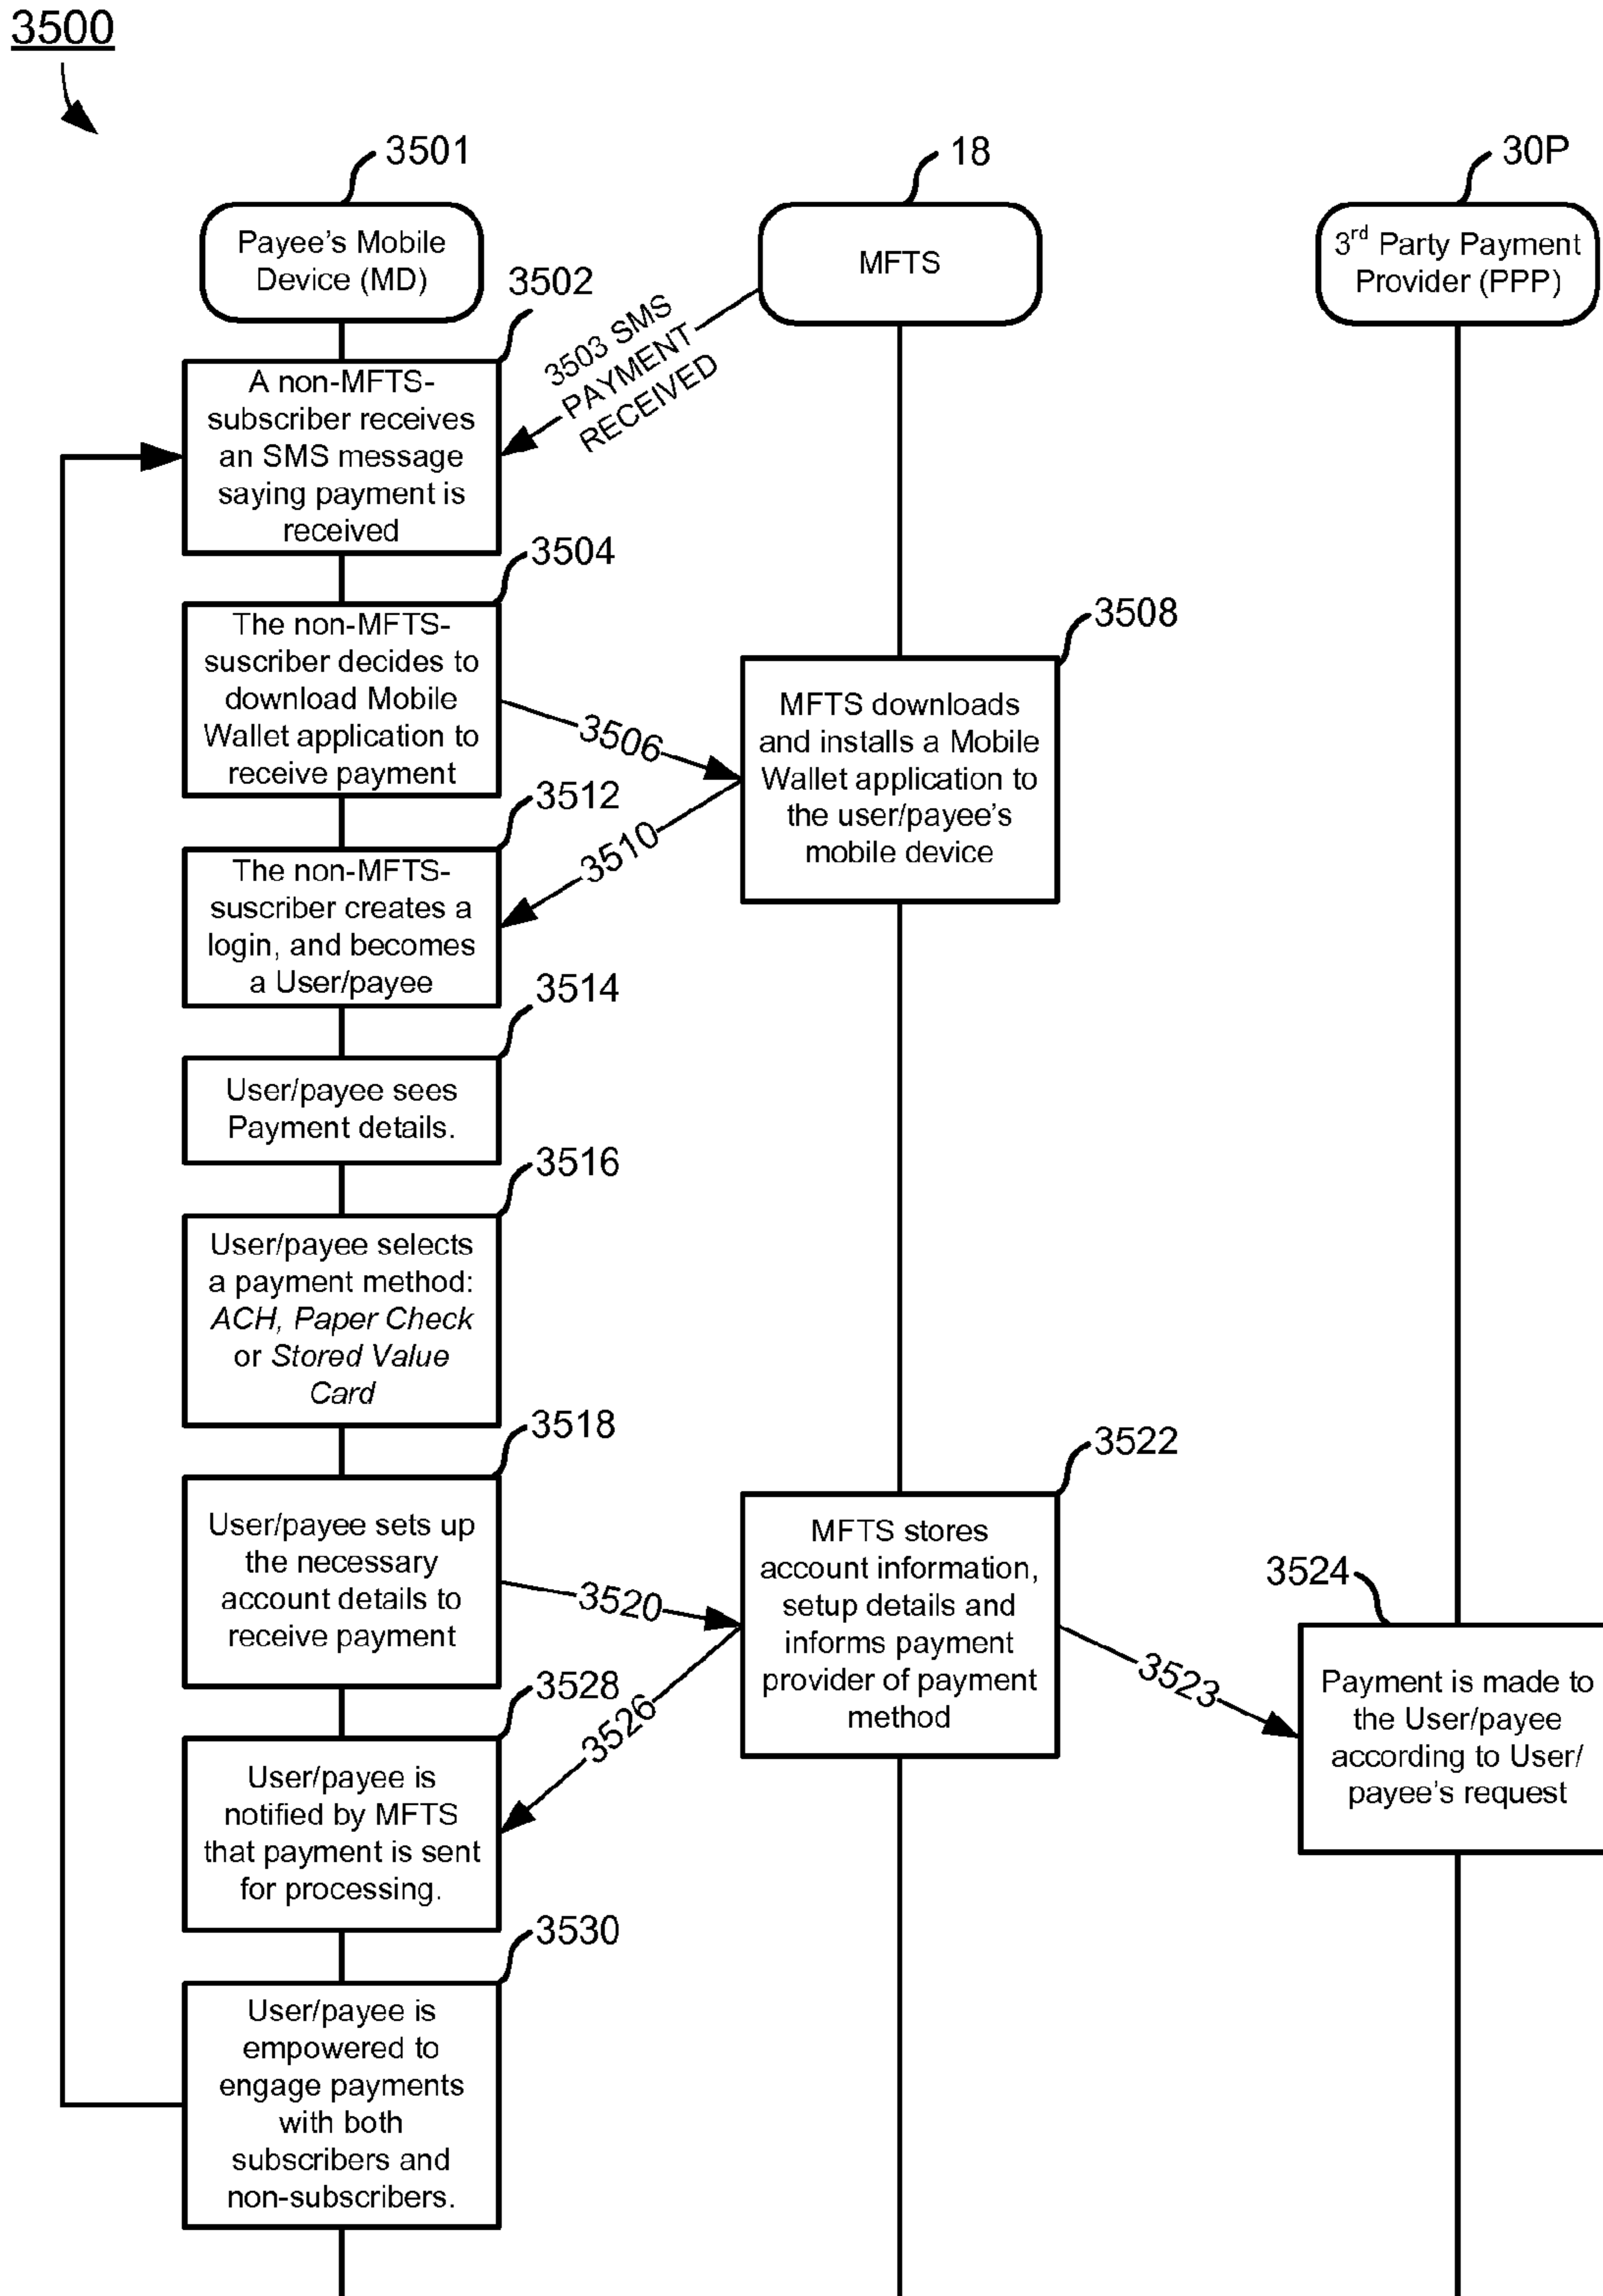 3500
3501
18
30P
Payee's Mobile
Device (MD)
MFTS
3rd Party Payment
Provider (PPP)
3502
3503 SMS
PAYMENT
RECEIVED
A non-MFTS-
subscriber receives
an SMS message
saying payment is
received
3504
The non-MFTS-
suscriber decides to
download Mobile
Wallet application to
receive payment
3506
3508
MFTS downloads
and installs a Mobile
Wallet application to
the user/payee's
mobile device
3510
3512
The non-MFTS-
suscriber creates a
login, and becomes
a User/payee
3514
User/payee sees
Payment details.
3516
User/payee selects
a payment method:
ACH, Paper Check
or Stored Value
Card
3518
User/payee sets up
the necessary
account details to
receive payment
3520
3522
MFTS stores
account information,
setup details and
informs payment
provider of payment
method
3523
3524
Payment is made to
the User/payee
according to User/
payee's request
3526
3528
User/payee is
notified by MFTS
that payment is sent
for processing.
3530
User/payee is
empowered to
engage payments
with both
subscribers and
non-subscribers.